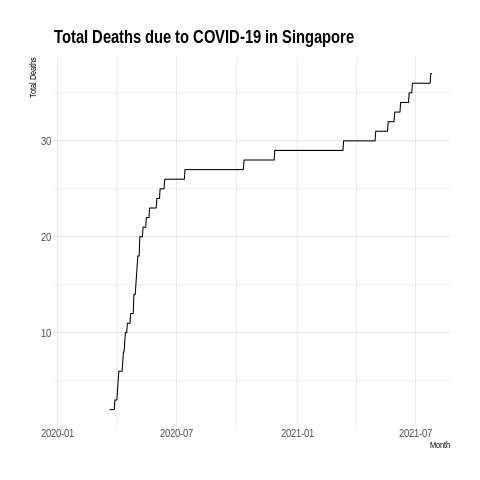 Total Deaths due to COVID-19 in Singapore
Total Deaths
30
20
10
2020-01 2020-07 2021-01 2021-07
Month